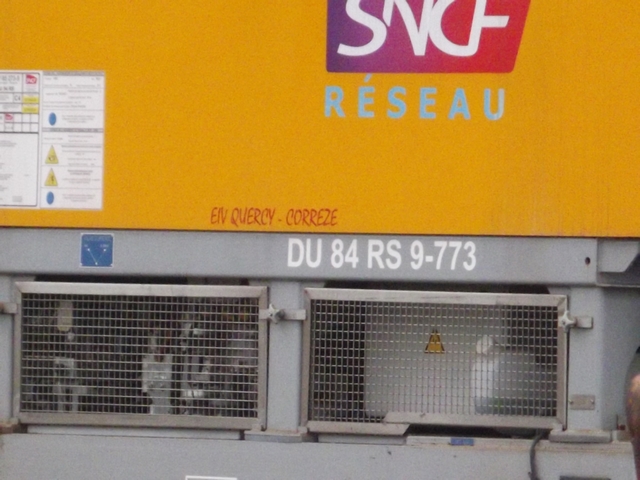 SNCF
RÉSEAU
EIV QUERCY - CORREZE
DU 84 RS 9-773